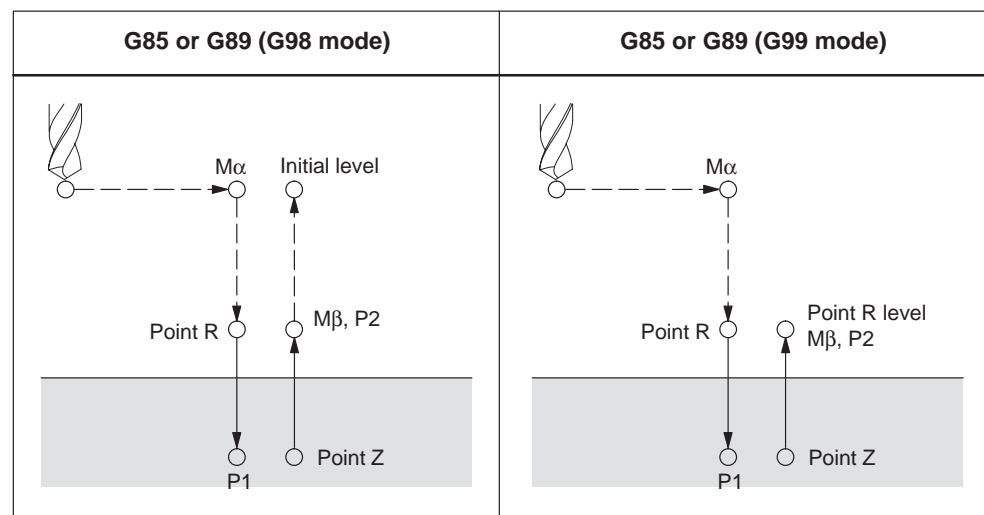 G85 or G89 (G98 mode)
G85 or G89 (G99 mode)
Mα
Initial level
Point R
Mβ, P2
Point Z
P1
Mα
Point R
Point R level
Mβ, P2
Point Z
P1